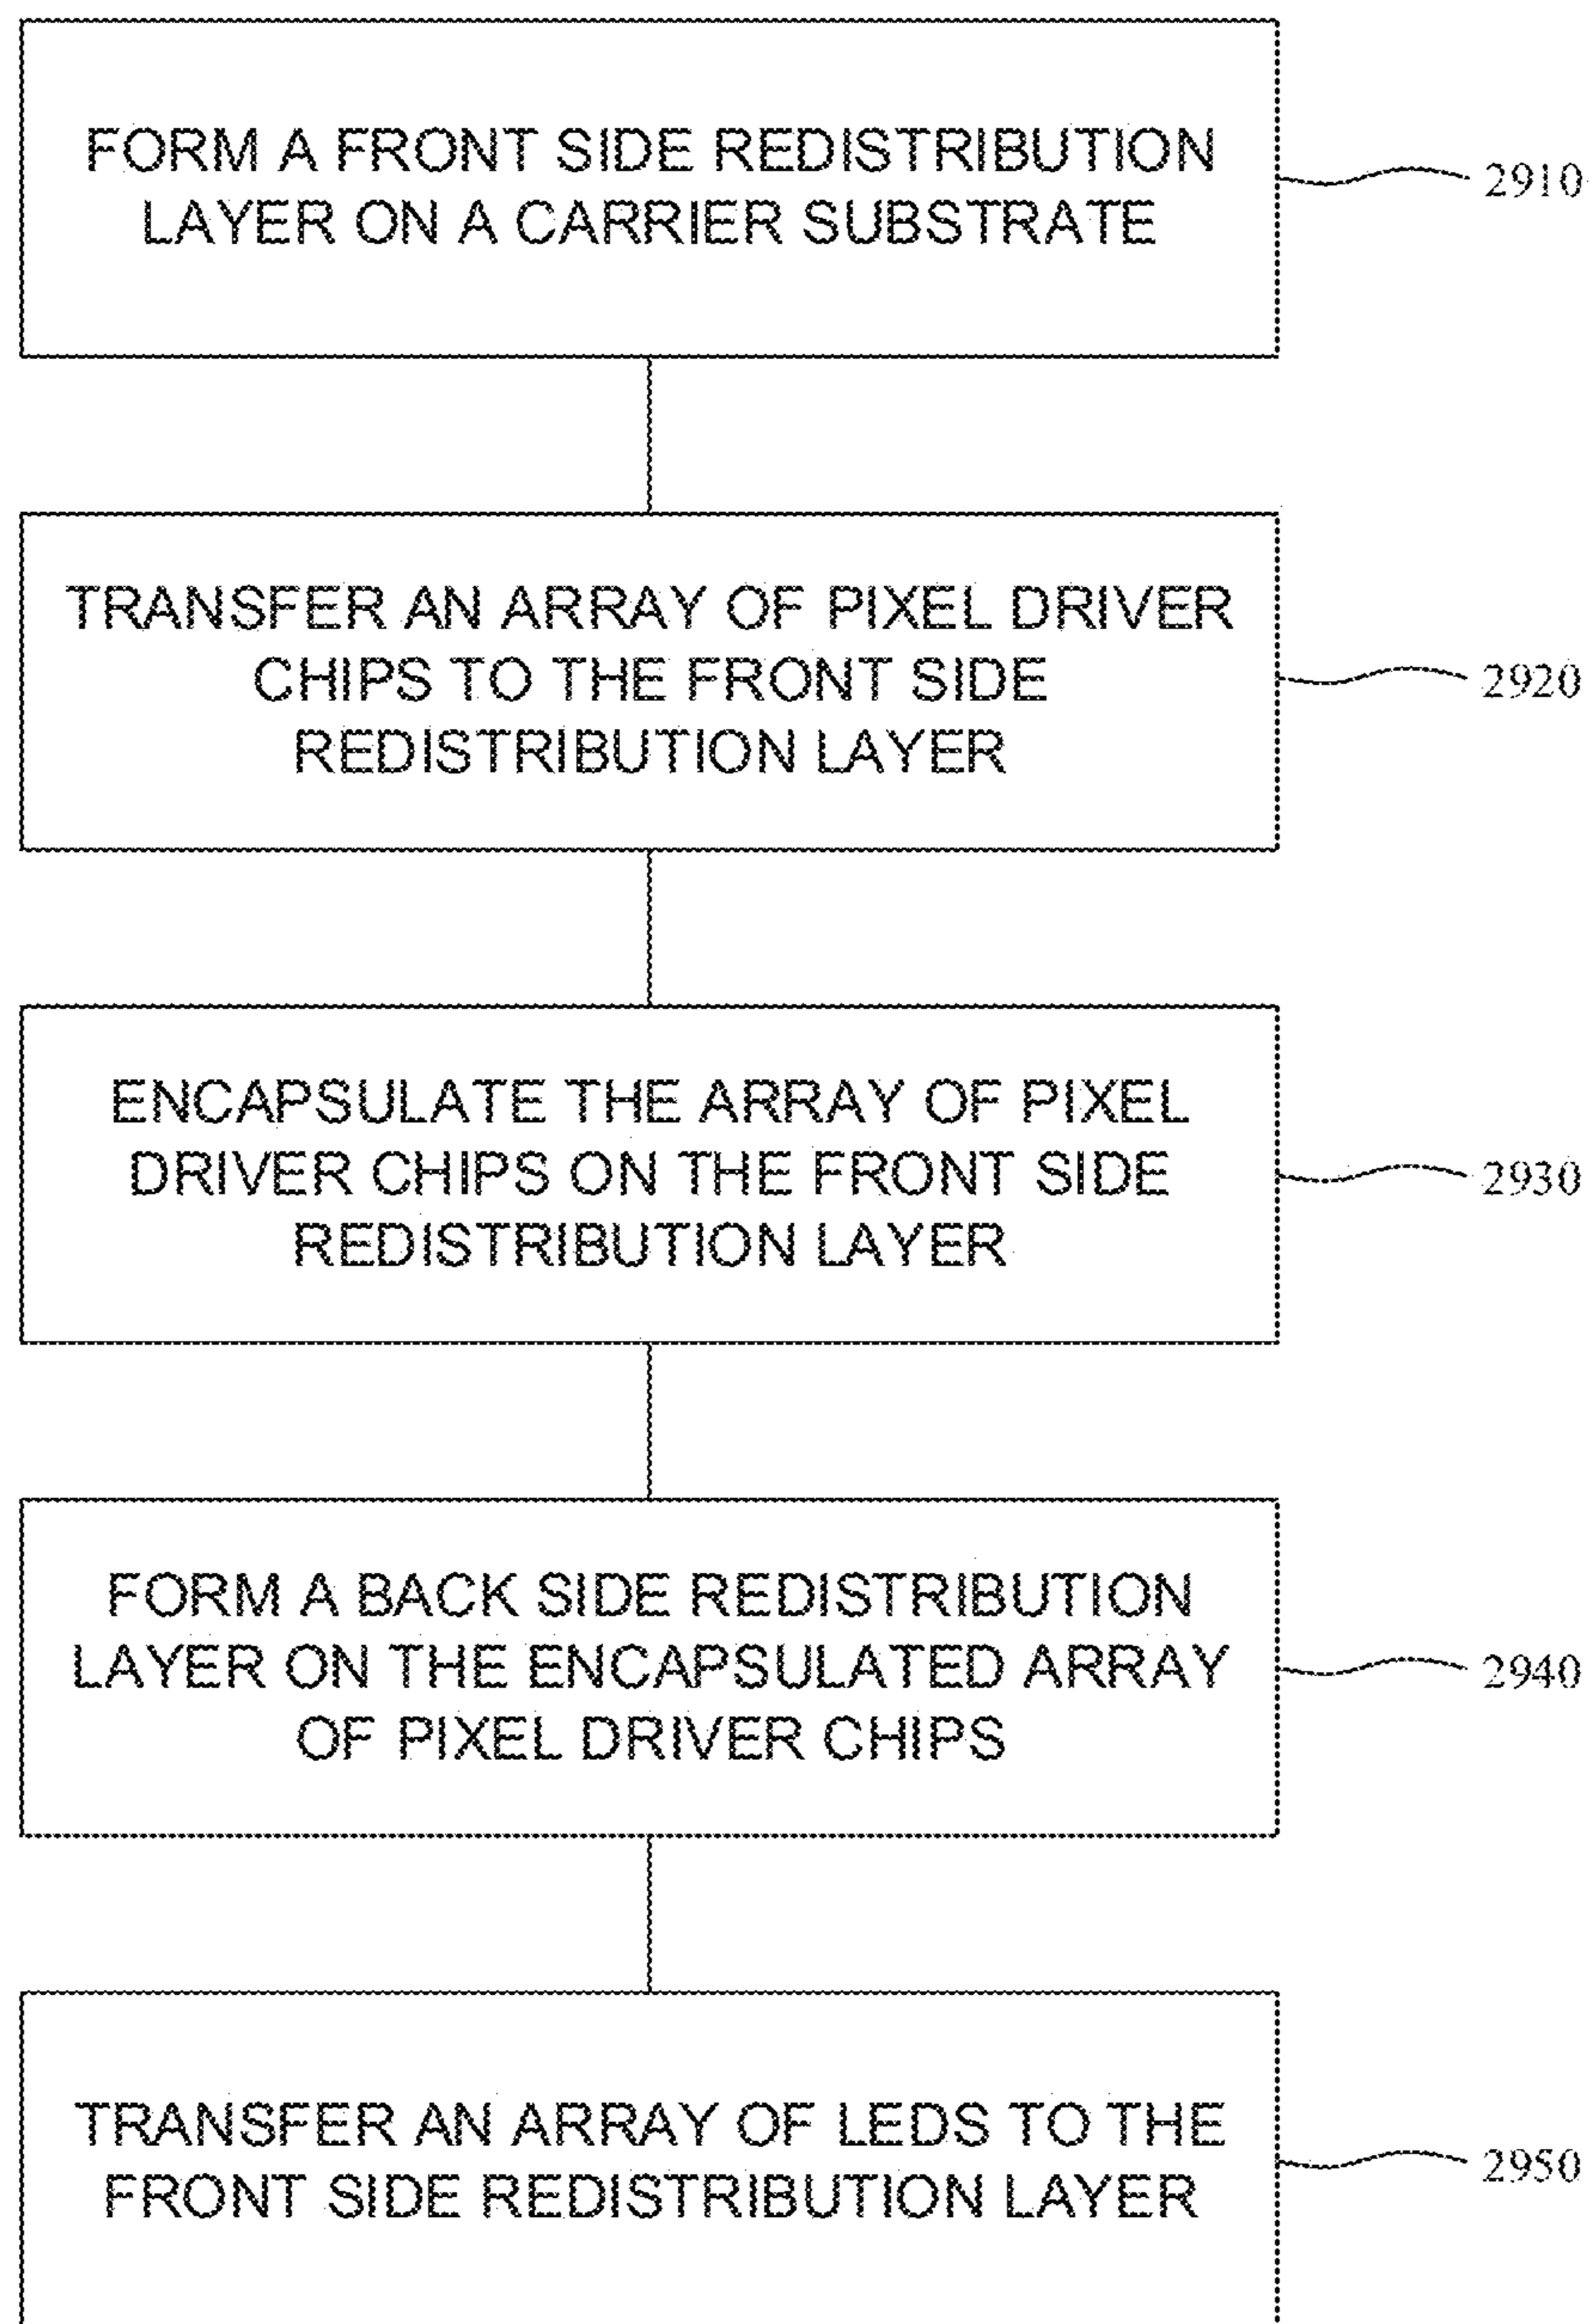 FORM A FRONT SIDE REDISTRIBUTION
LAYER ON A CARRIER SUBSTRATE
2910
TRANSFER AN ARRAY OF PIXEL DRIVER
CHIPS TO THE FRONT SIDE
REDISTRIBUTION LAYER
2920
ENCAPSULATE THE ARRAY OF PIXEL
DRIVER CHIPS ON THE FRONT SIDE
REDISTRIBUTION LAYER
2930
FORM A BACK SIDE REDISTRIBUTION
LAYER ON THE ENCAPSULATED ARRAY
OF PIXEL DRIVER CHIPS
2940
TRANSFER AN ARRAY OF LEDS TO THE
FRONT SIDE REDISTRIBUTION LAYER
2950